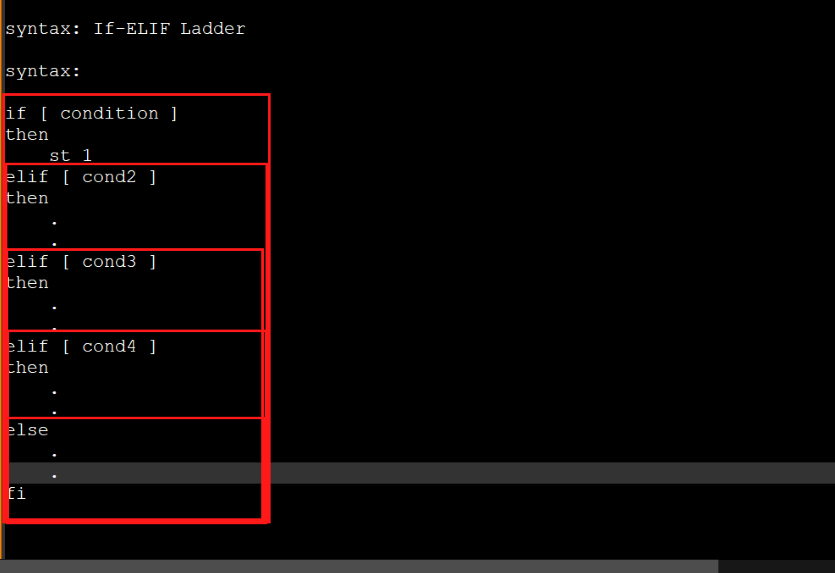 syntax: If-ELIF Ladder
syntax:
if [ condition ]
then
st 1
elif [ cond2 ]
then
.
.
elif [ cond3 ]
then
.
.
elif [ cond4 ]
then
.
.
else
.
.
fi